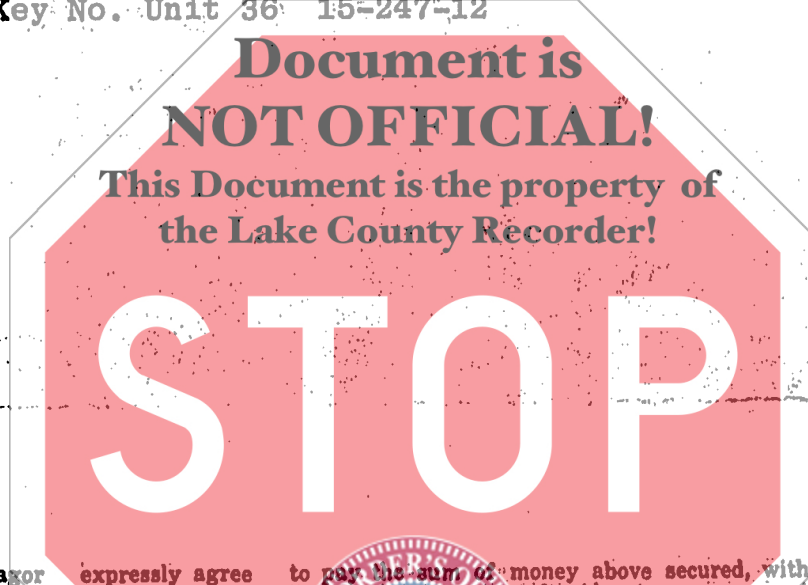 Key No. Unit 36 15-247-12
Document is
NOT OFFICIAL!
This Document is the property of
the Lake County Recorder!
STOP
expressly agree to pay the sum of money above secured, with